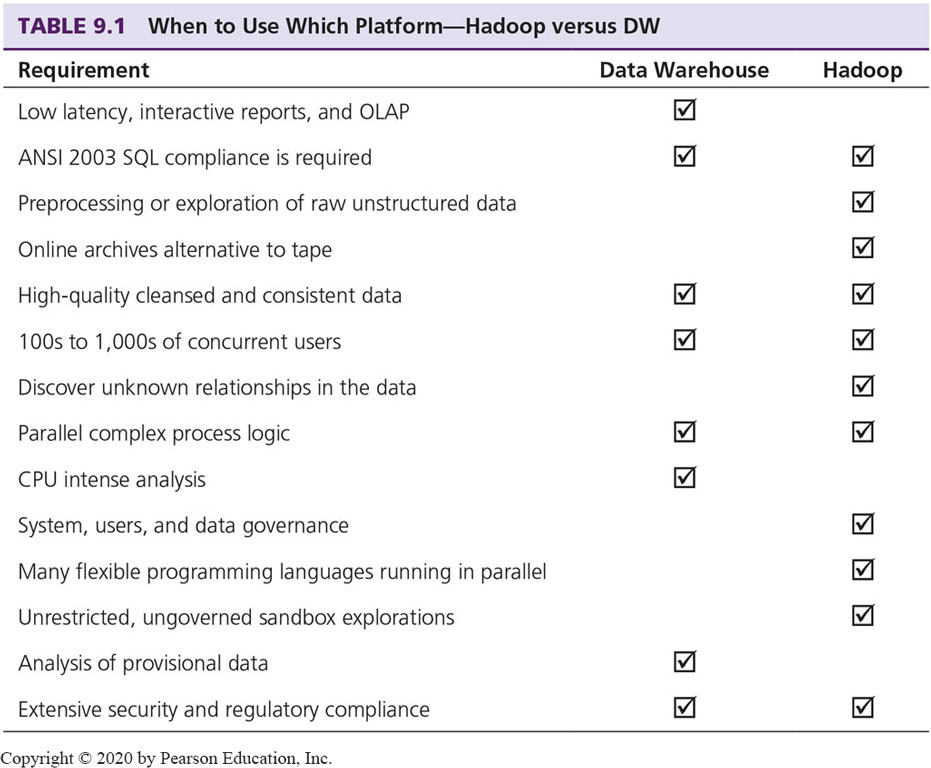 TABLE 9.1 When to Use Which Platform—Hadoop versus DW
Requirement Data Warehouse Hadoop
Low latency, interactive reports, and OLAP ☑
ANSI 2003 SQL compliance is required ☑ ☑
Preprocessing or exploration of raw unstructured data ☑
Online archives alternative to tape ☑
High-quality cleansed and consistent data ☑ ☑
100s to 1,000s of concurrent users ☑ ☑
Discover unknown relationships in the data ☑
Parallel complex process logic ☑ ☑
CPU intense analysis ☑
System, users, and data governance ☑
Many flexible programming languages running in parallel ☑
Unrestricted, ungoverned sandbox explorations ☑
Analysis of provisional data ☑
Extensive security and regulatory compliance ☑ ☑
Copyright © 2020 by Pearson Education, Inc.